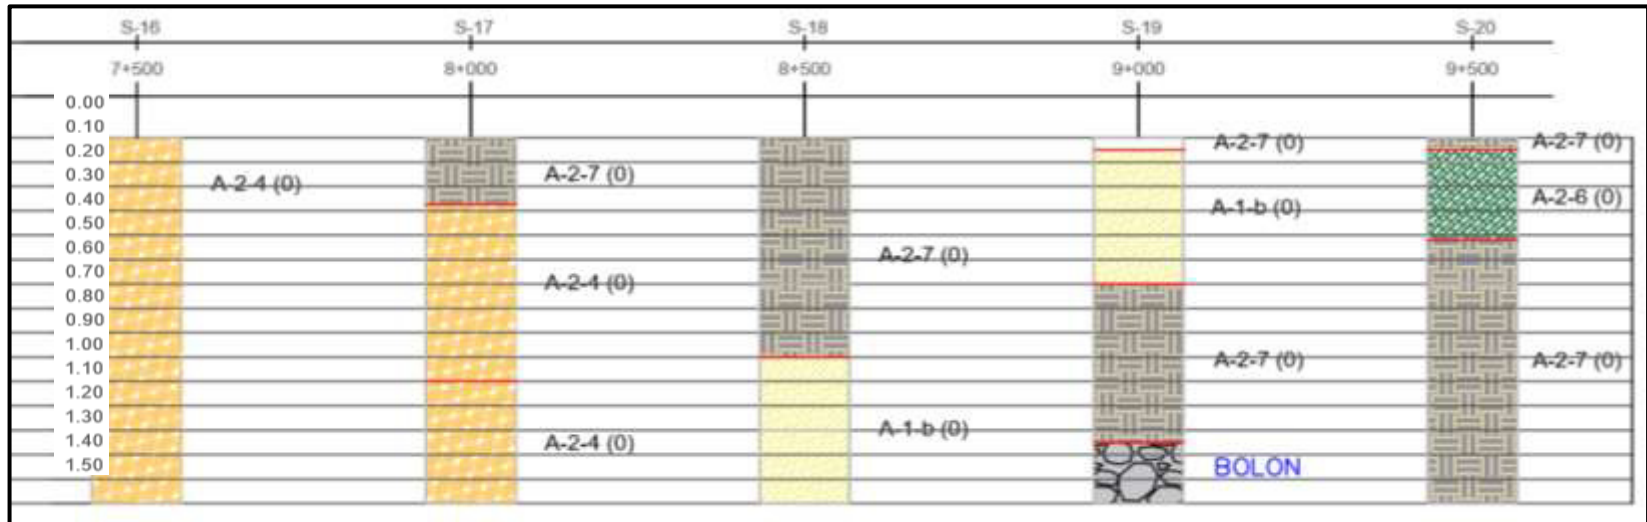 S-16 S-17 S-18 S-19 S-20
7+500 8+000 8+500 9+000 9+500
0.00
0.10
0.20 A-2-7 (0) A-2-7 (0)
0.30 A-2-4 (0) A-2-7 (0)
0.40 A-1-b (0) A-2-6 (0)
0.50
0.60 A-2-7 (0)
0.70 A-2-4 (0)
0.80
0.90
1.00 A-2-7 (0) A-2-7 (0)
1.10
1.20
1.30 A-1-b (0)
1.40 A-2-4 (0)
1.50 BOLON